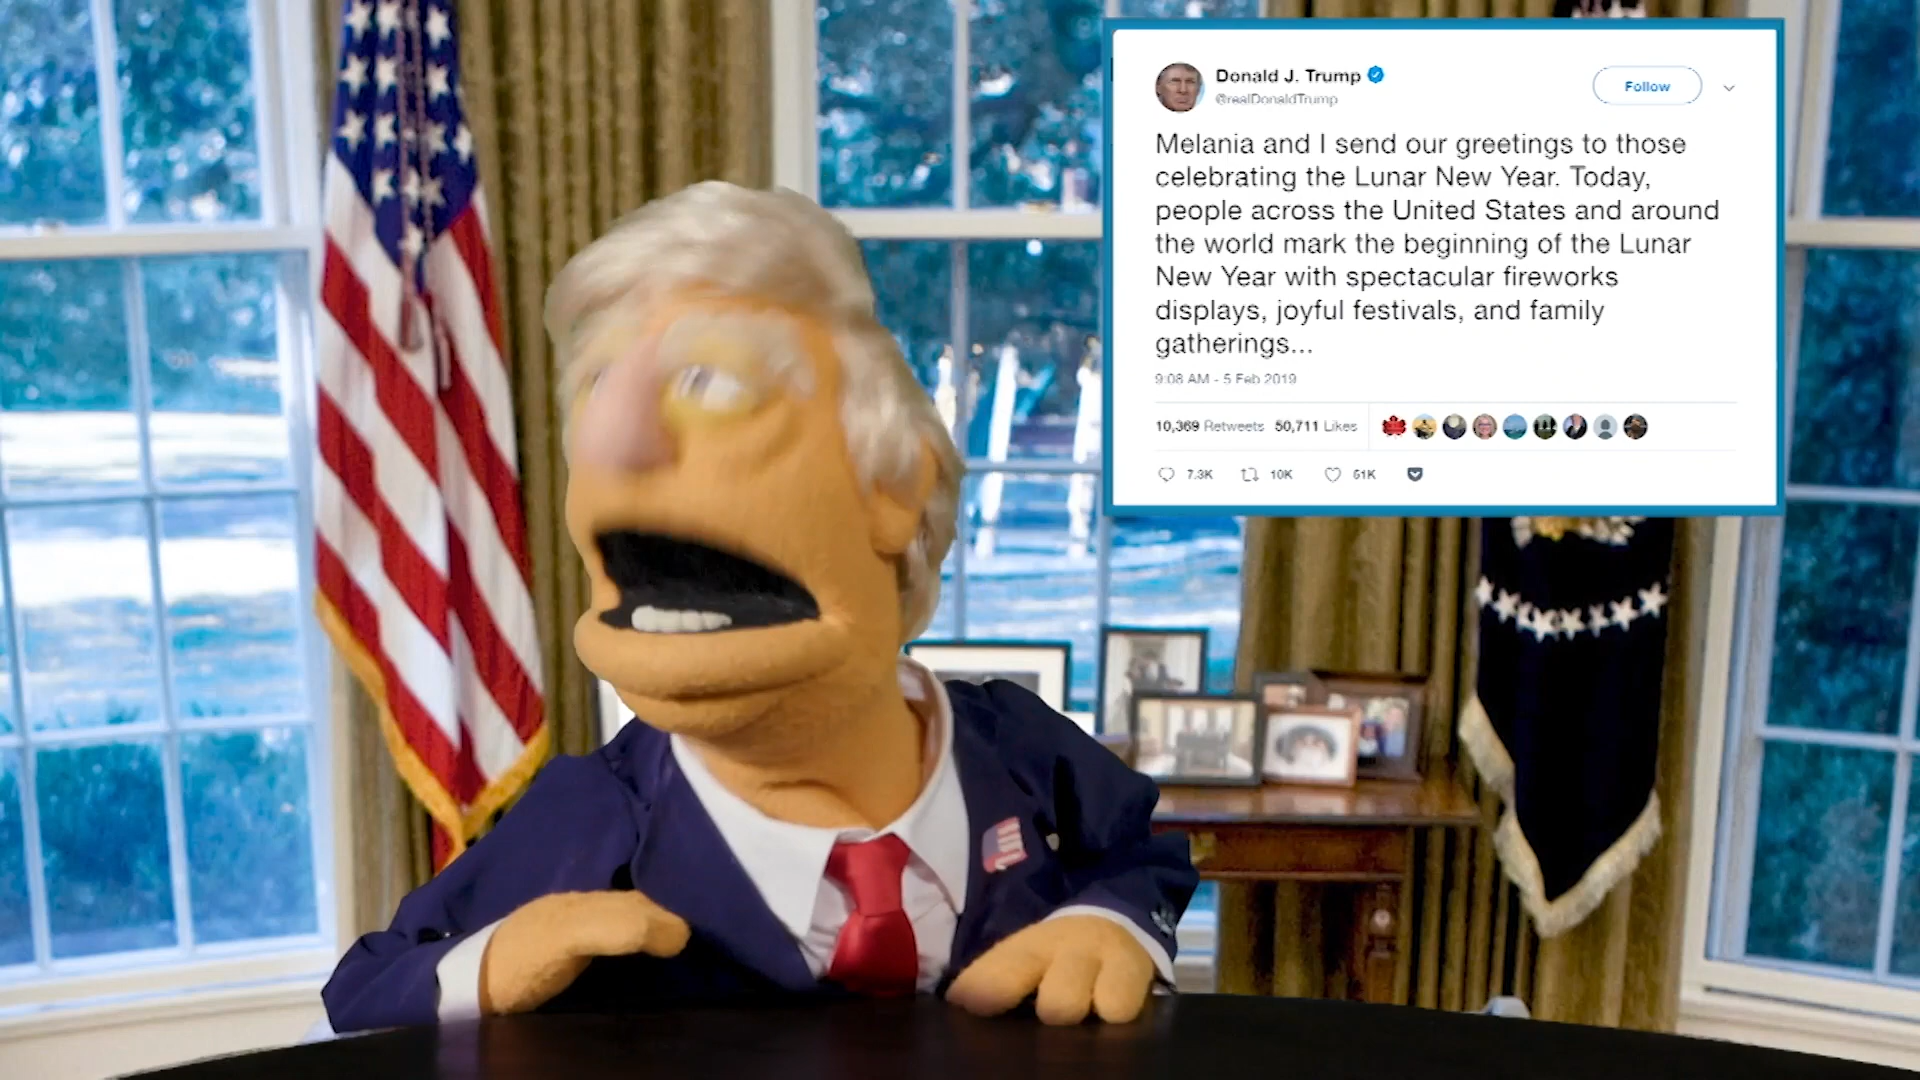 Donald J. Trump
@realDonaldTrump
Follow
Melania and I send our greetings to those
celebrating the Lunar New Year. Today,
people across the United States and around
the world mark the beginning of the Lunar
New Year with spectacular fireworks
displays, joyful festivals, and family
gatherings...
9:08 AM - 5 Feb 2019
10,369 Retweets 50,711 Likes
7.3K 10K 51K